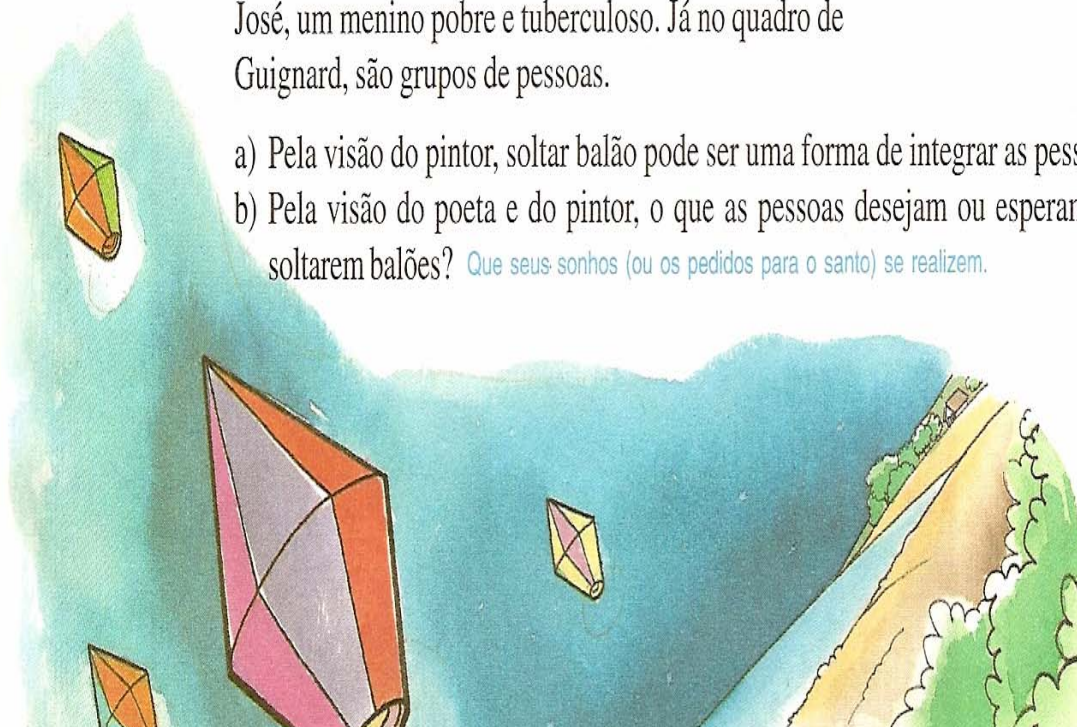 José, um menino pobre e tuberculoso. Já no quadro de
Guignard, são grupos de pessoas.
a) Pela visão do pintor, soltar balão pode ser uma forma de integrar as pess
b) Pela visão do poeta e do pintor, o que as pessoas desejam ou esperar
soltarem balões? Que seus sonhos (ou os pedidos para o santo) se realizem.